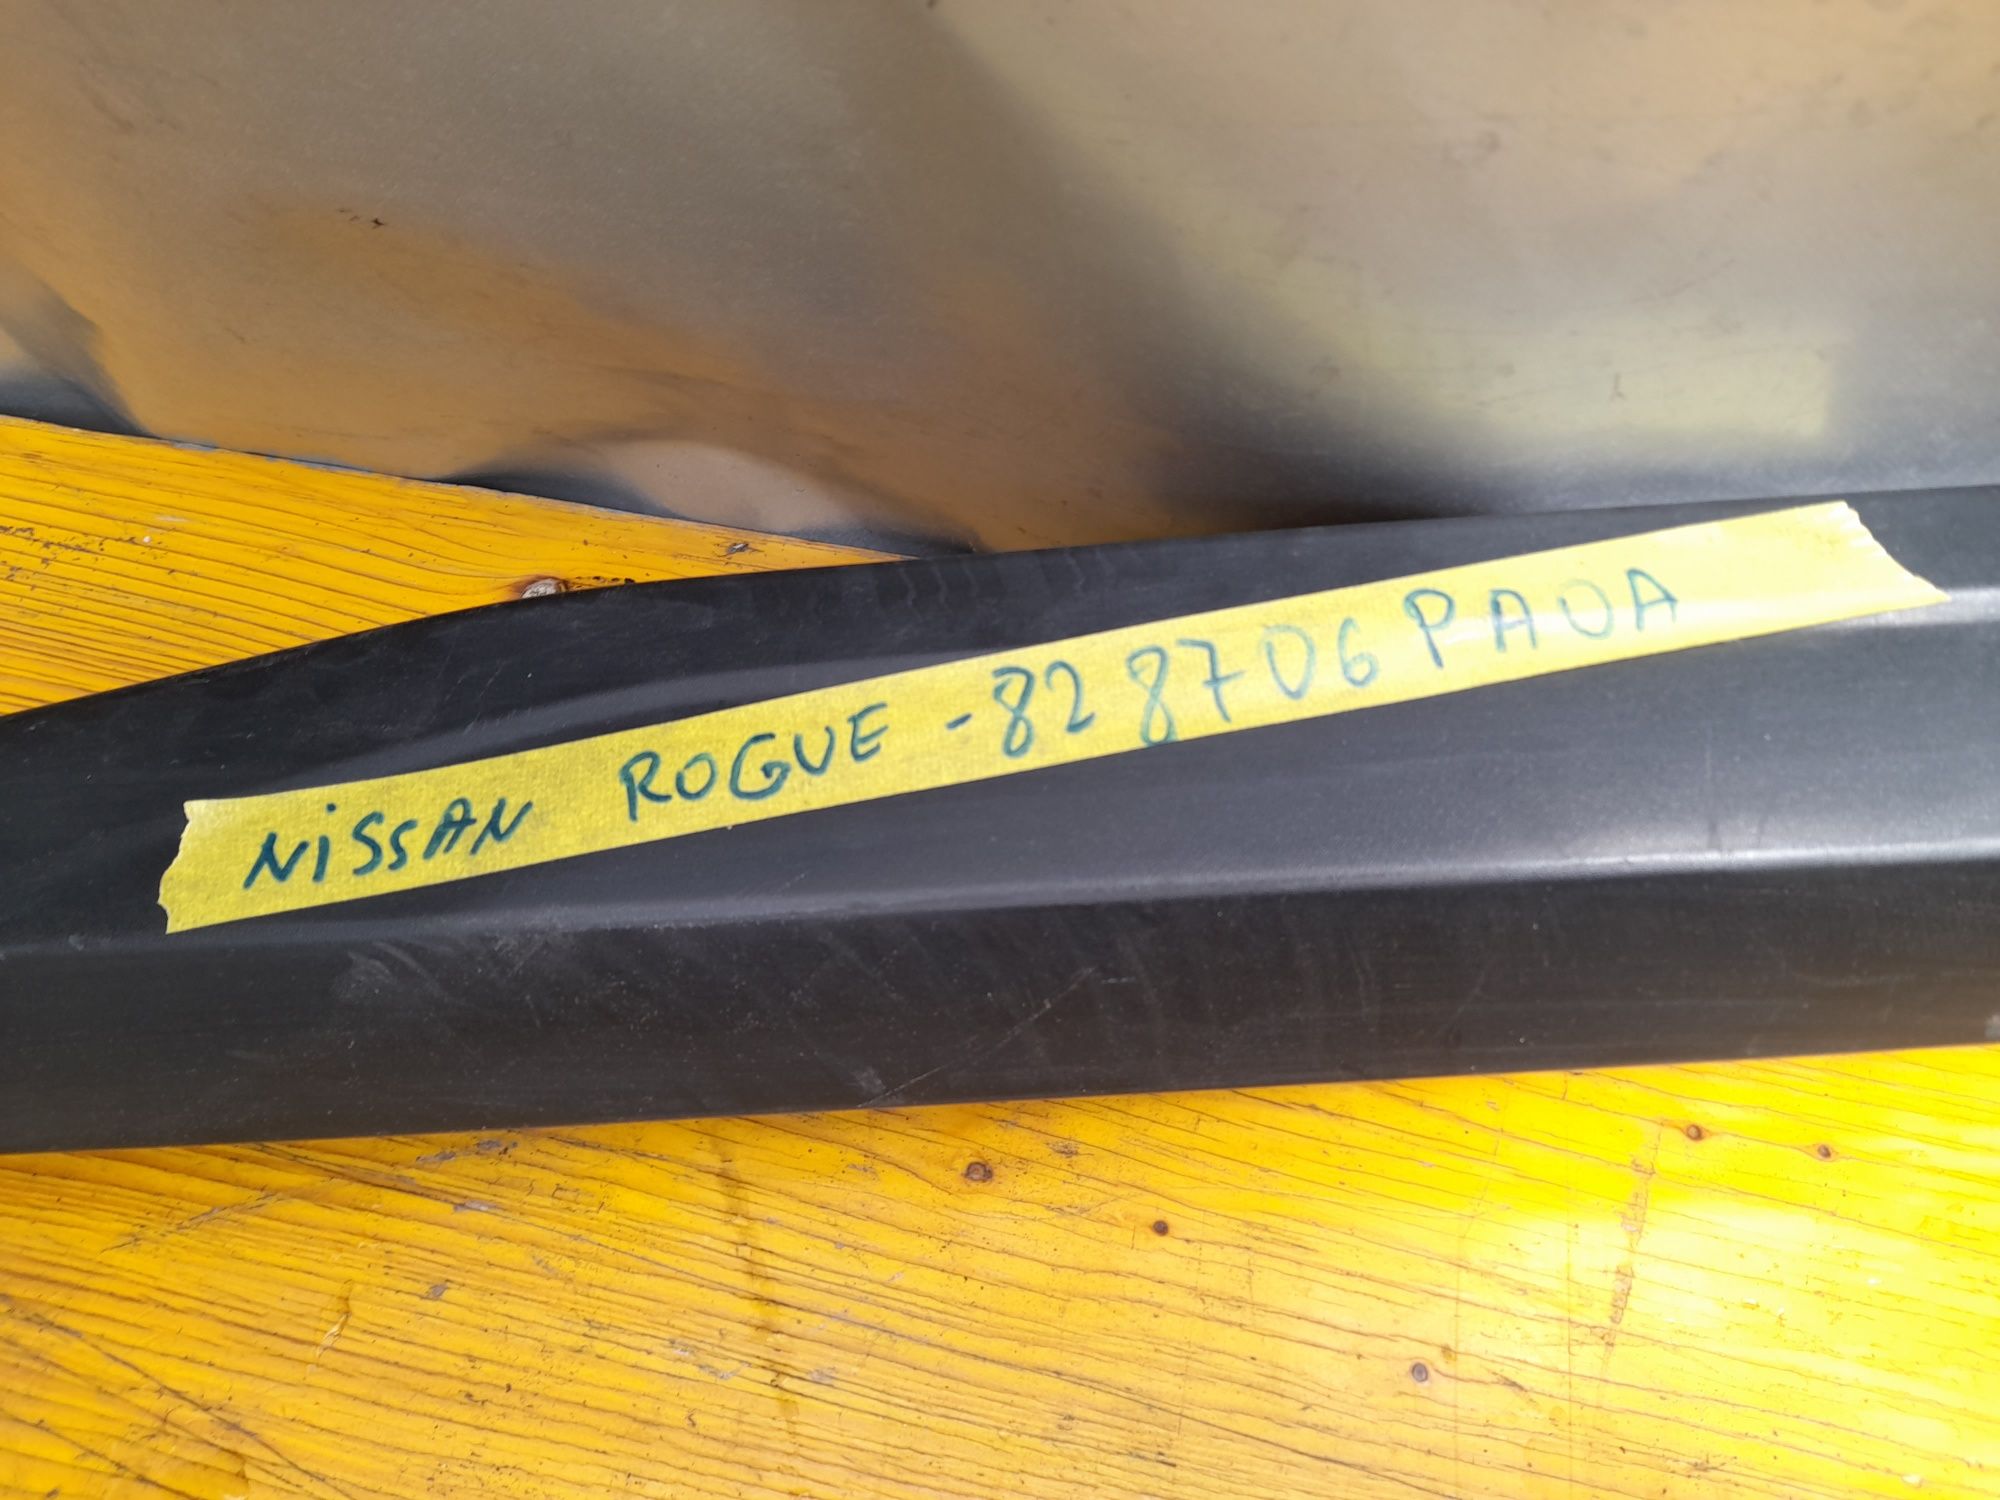 NiSSAN ROGUE - 828706PA0A